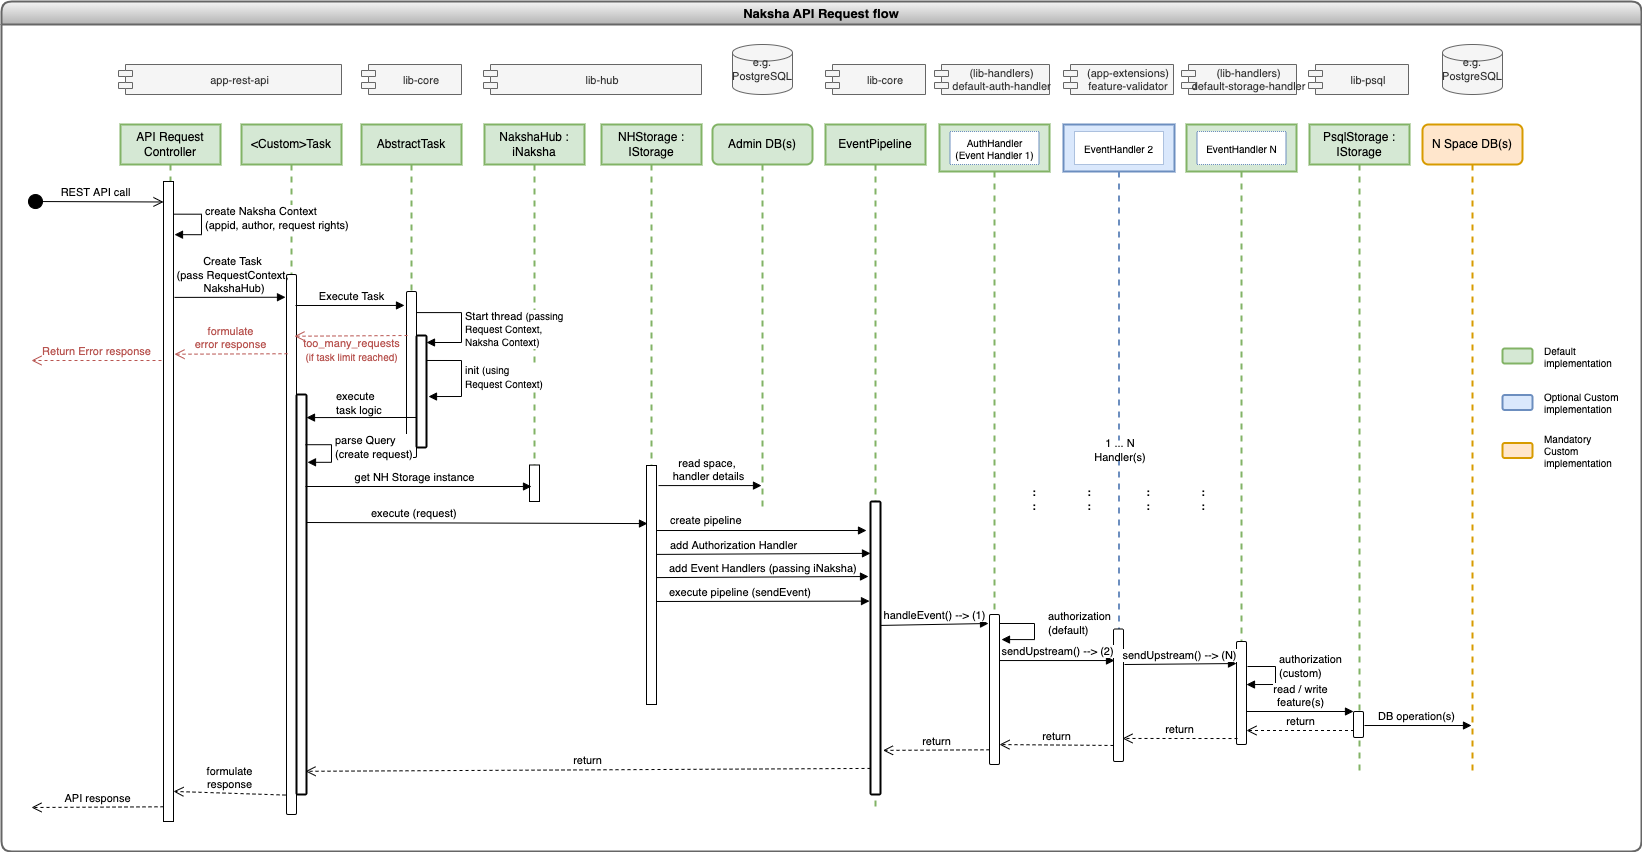 Naksha API Request flow
app-rest-api
lib-core
lib-hub
e.g.
PostgreSQL
lib-core
(lib-handlers)
default-auth-handler
(app-extensions)
feature-validator
(lib-handlers)
default-storage-handler
lib-psql
e.g.
PostgreSQL
API Request
Controller
<Custom>Task
AbstractTask
NakshaHub :
iNaksha
NHStorage :
IStorage
Admin DB(s)
EventPipeline
AuthHandler
(Event Handler 1)
EventHandler 2
EventHandler N
PsqlStorage :
IStorage
N Space DB(s)
REST API call
create Naksha Context
(appid, author, request rights)
Create Task
(pass RequestContext,
NakshaHub)
Execute Task
Start thread (passing
Request Context,
Naksha Context)
too_many_requests
(if task limit reached)
formulate
error response
Return Error response
init (using
Request Context)
execute
task logic
parse Query
(create request)
get NH Storage instance
read space,
handler details
execute (request)
create pipeline
add Authorization Handler
add Event Handlers (passing iNaksha)
execute pipeline (sendEvent)
1 ... N
Handler(s)
: : : :
: : : :
handleEvent() --> (1)
authorization
(default)
sendUpstream() --> (2)
sendUpstream() --> (N)
authorization
(custom)
read / write
feature(s)
DB operation(s)
return
return
return
return
return
formulate
response
API response
Default
implementation
Optional Custom
implementation
Mandatory
Custom
implementation